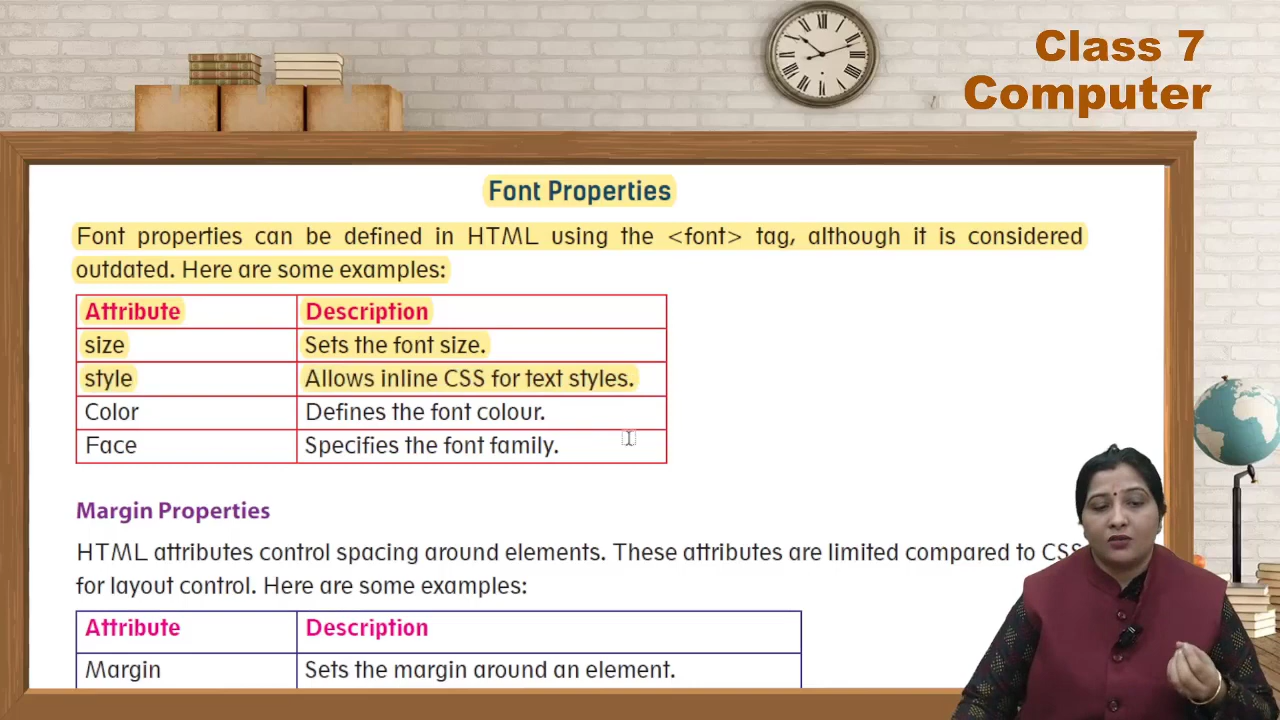 Class 7
Computer
Font Properties
Font properties can be defined in HTML using the <font> tag, although it is considered
outdated. Here are some examples:
Attribute Description
size Sets the font size.
style Allows inline CSS for text styles.
Color Defines the font colour.
Face Specifies the font family.
Margin Properties
HTML attributes control spacing around elements. These attributes are limited compared to CSS
for layout control. Here are some examples:
Attribute Description
Margin Sets the margin around an element.